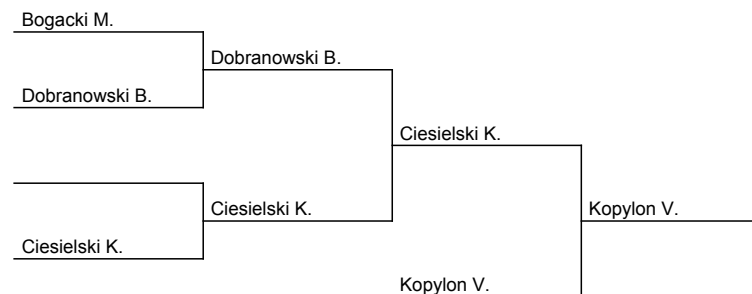 Bogacki M.
Dobranowski B.
Dobranowski B.
Ciesielski K.
Ciesielski K.
Kopylon V.
Ciesielski K.
Kopylon V.